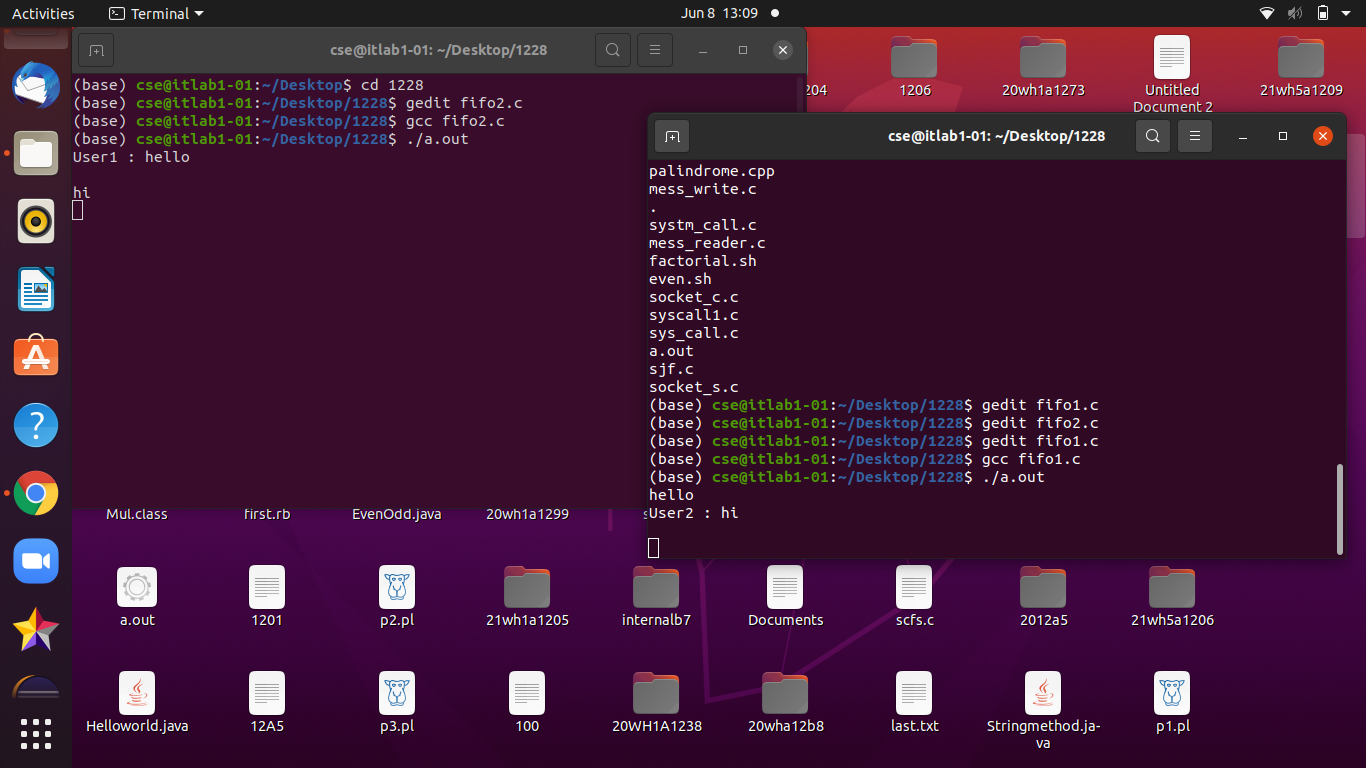 Activities
Terminal
Jun 8 13:09
cse@itlab1-01: ~/Desktop/1228
(base) cse@itlab1-01:~/Desktop$ cd 1228
(base) cse@itlab1-01:~/Desktop/1228$ gedit fifo2.c
(base) cse@itlab1-01:~/Desktop/1228$ gcc fifo2.c
(base) cse@itlab1-01:~/Desktop/1228$ ./a.out
User1 : hello
hi
204
1206
20wh1a1273
Untitled
Document 2
21wh5a1209
cse@itlab1-01: ~/Desktop/1228
palindrome.cpp
mess_write.c
.
systm_call.c
mess_reader.c
factorial.sh
even.sh
socket_c.c
syscall1.c
sys_call.c
a.out
sjf.c
socket_s.c
(base) cse@itlab1-01:~/Desktop/1228$ gedit fifo1.c
(base) cse@itlab1-01:~/Desktop/1228$ gedit fifo2.c
(base) cse@itlab1-01:~/Desktop/1228$ gedit fifo1.c
(base) cse@itlab1-01:~/Desktop/1228$ gcc fifo1.c
(base) cse@itlab1-01:~/Desktop/1228$ ./a.out
hello
User2 : hi
Mul.class
first.rb
EvenOdd.java
20wh1a1299
a.out
1201
p2.pl
21wh1a1205
internalb7
Documents
scfs.c
2012a5
21wh5a1206
Helloworld.java
12A5
p3.pl
100
20WH1A1238
20wha12b8
last.txt
Stringmethod.ja-
va
p1.pl